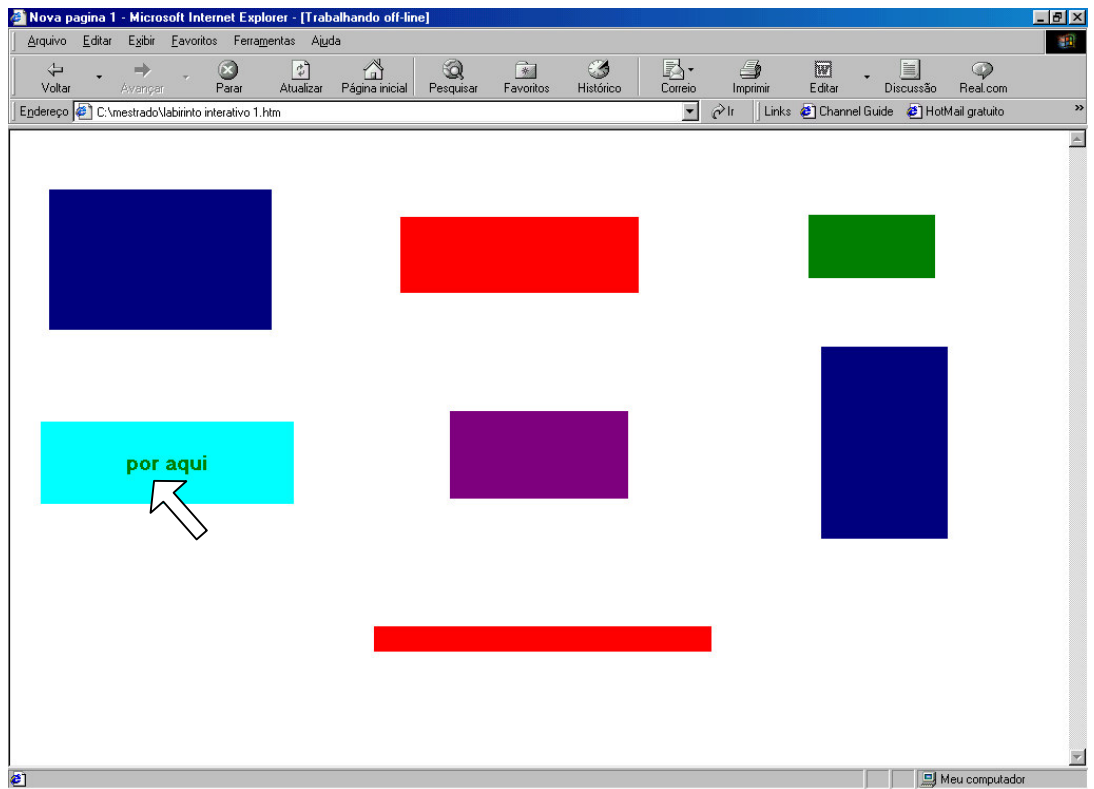 Nova pagina 1 - Microsoft Internet Explorer - [Trabalhando off-line]
Arquivo Editar Exibir Favoritos Ferramentas Ajuda
Voltar Avançar Parar Atualizar Página inicial Pesquisar Favoritos Histórico Correio Imprimir Editar Discussão Real.com
Endereço C:\mestrado\labirinto interativo 1.htm Ir Links Channel Guide HotMail gratuito »
por aqui
Meu computador